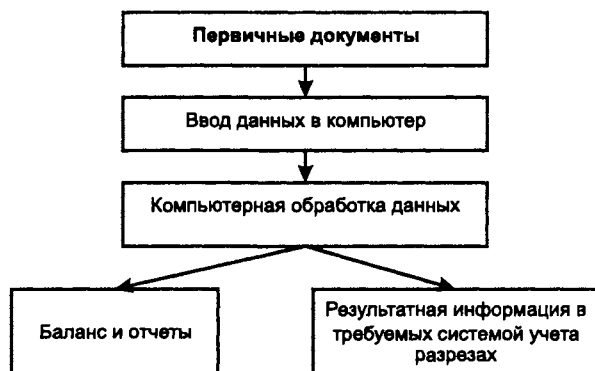 Первичные документы
Ввод данных в компьютер
Компьютерная обработка данных
Баланс и отчеты
Результатная информация в
требуемых системой учета
разрезах